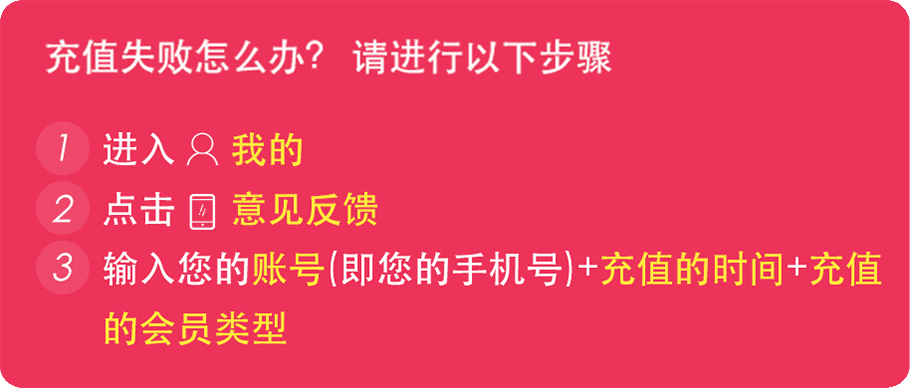 充值失败怎么办? 请进行以下步骤
1 进入 我的
2 点击 意见反馈
3 输入您的账号(即您的手机号)+充值的时间+充值
的会员类型